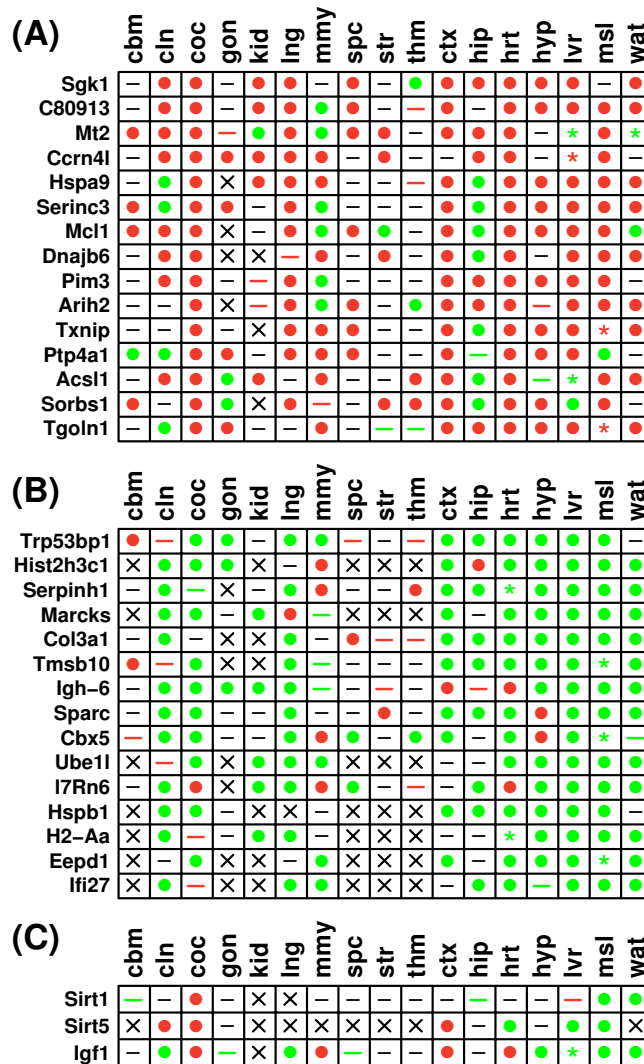 (A)
cbm cln coc gon kid lng mmy spc str thm ctx hip hrt hyp lvr msl wat
Sgk1
C80913
Mt2
Ccrn4l
Hspa9
Serinc3
Mcl1
Dnajb6
Pim3
Arih2
Txnip
Ptp4a1
Acsl1
Sorbs1
Tgoln1
(B)
cbm cln coc gon kid lng mmy spc str thm ctx hip hrt hyp lvr msl wat
Trp53bp1
Hist2h3c1
Serpinh1
Marcks
Col3a1
Tmsb10
Igh-6
Sparc
Cbx5
Ube1l
I7Rn6
Hspb1
H2-Aa
Eepd1
Ifi27
(C)
cbm cln coc gon kid lng mmy spc str thm ctx hip hrt hyp lvr msl wat
Sirt1
Sirt5
Igf1